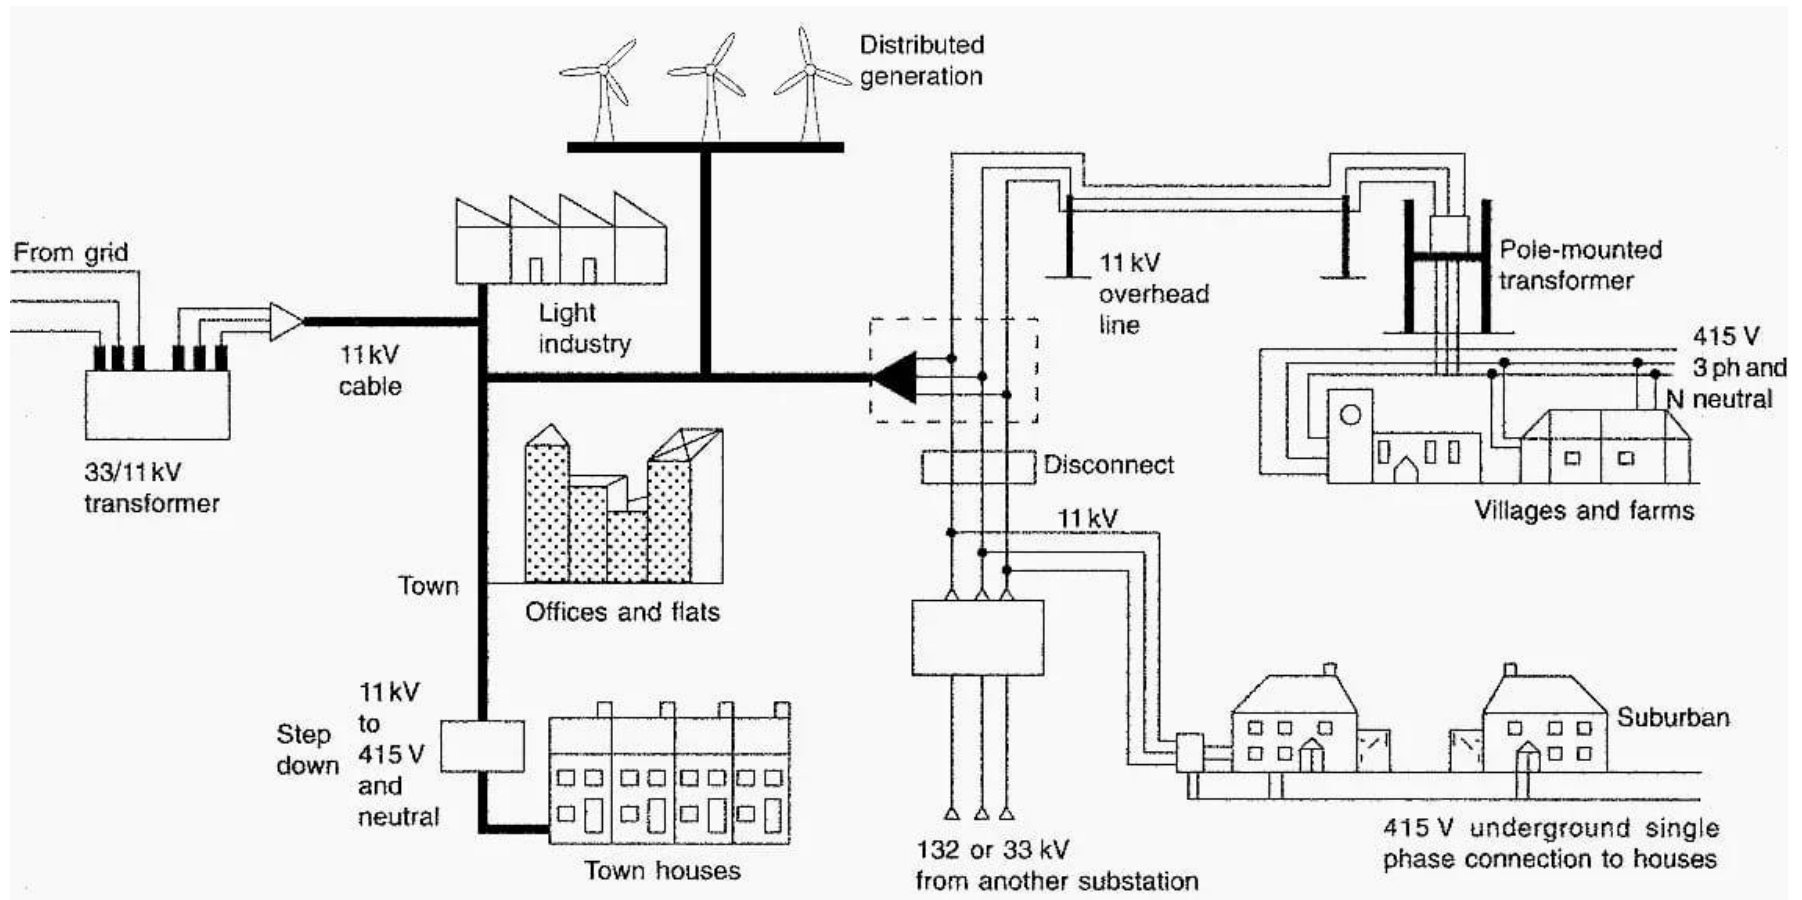 Distributed
generation
From grid
33/11 kV
transformer
11 kV
cable
Light
industry
11 kV
overhead
line
Pole-mounted
transformer
415 V
3 ph and
N neutral
Villages and farms
Disconnect
11 kV
Town
Offices and flats
Step
down
11 kV
to
415 V
and
neutral
Town houses
132 or 33 kV
from another substation
Suburban
415 V underground single
phase connection to houses